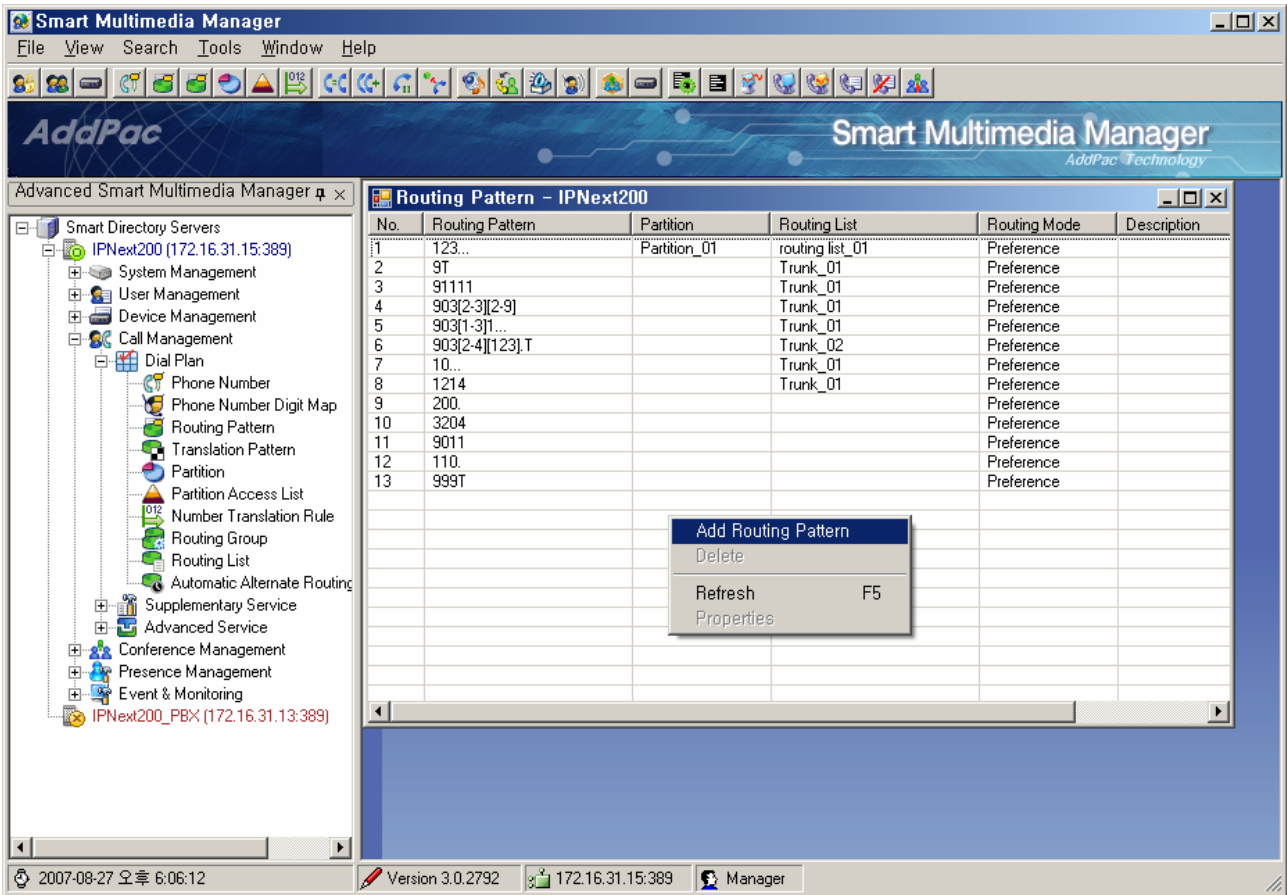 Smart Multimedia Manager
File View Search Tools Window Help
AddPac
Smart Multimedia Manager
AddPac Technology
Advanced Smart Multimedia Manager
Smart Directory Servers
IPNext200 (172.16.31.15:389)
System Management
User Management
Device Management
Call Management
Dial Plan
Phone Number
Phone Number Digit Map
Routing Pattern
Translation Pattern
Partition
Partition Access List
Number Translation Rule
Routing Group
Routing List
Automatic Alternate Routing
Supplementary Service
Advanced Service
Conference Management
Presence Management
Event & Monitoring
IPNext200_PBX (172.16.31.13:389)
Routing Pattern - IPNext200
No. Routing Pattern Partition Routing List Routing Mode Description
1 123... Partition_01 routing list_01 Preference
2 9T Trunk_01 Preference
3 91111 Trunk_01 Preference
4 903[2-3][2-9] Trunk_01 Preference
5 903[1-3]1... Trunk_01 Preference
6 903[2-4][123].T Trunk_02 Preference
7 10... Trunk_01 Preference
8 1214 Trunk_01 Preference
9 200. Preference
10 3204 Preference
11 9011 Preference
12 110. Preference
13 999T Preference
Add Routing Pattern
Delete
Refresh F5
Properties
2007-08-27 오후 6:06:12 Version 3.0.2792 172.16.31.15:389 Manager